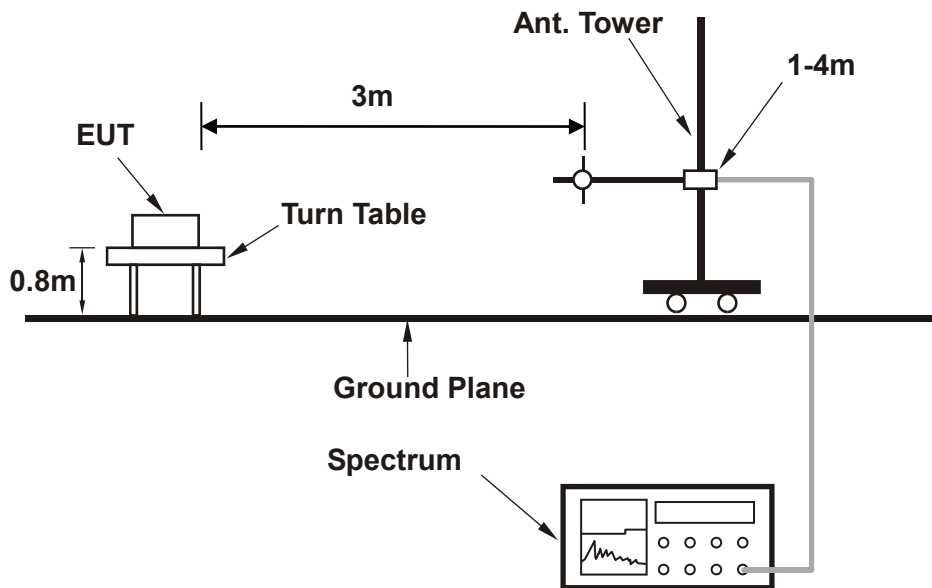 Ant. Tower
1-4m
3m
EUT
Turn Table
0.8m
Ground Plane
Spectrum